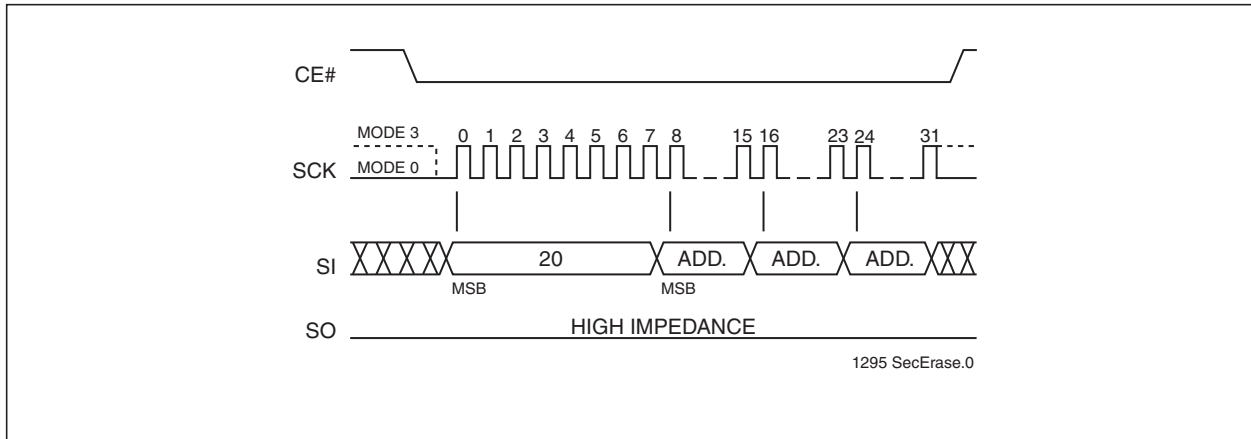 CE#
MODE 3
0 1 2 3 4 5 6 7 8 15 16 23 24 31
SCK
MODE 0
SI
20 ADD. ADD. ADD.
MSB MSB
SO
HIGH IMPEDANCE
1295 SecErase.0